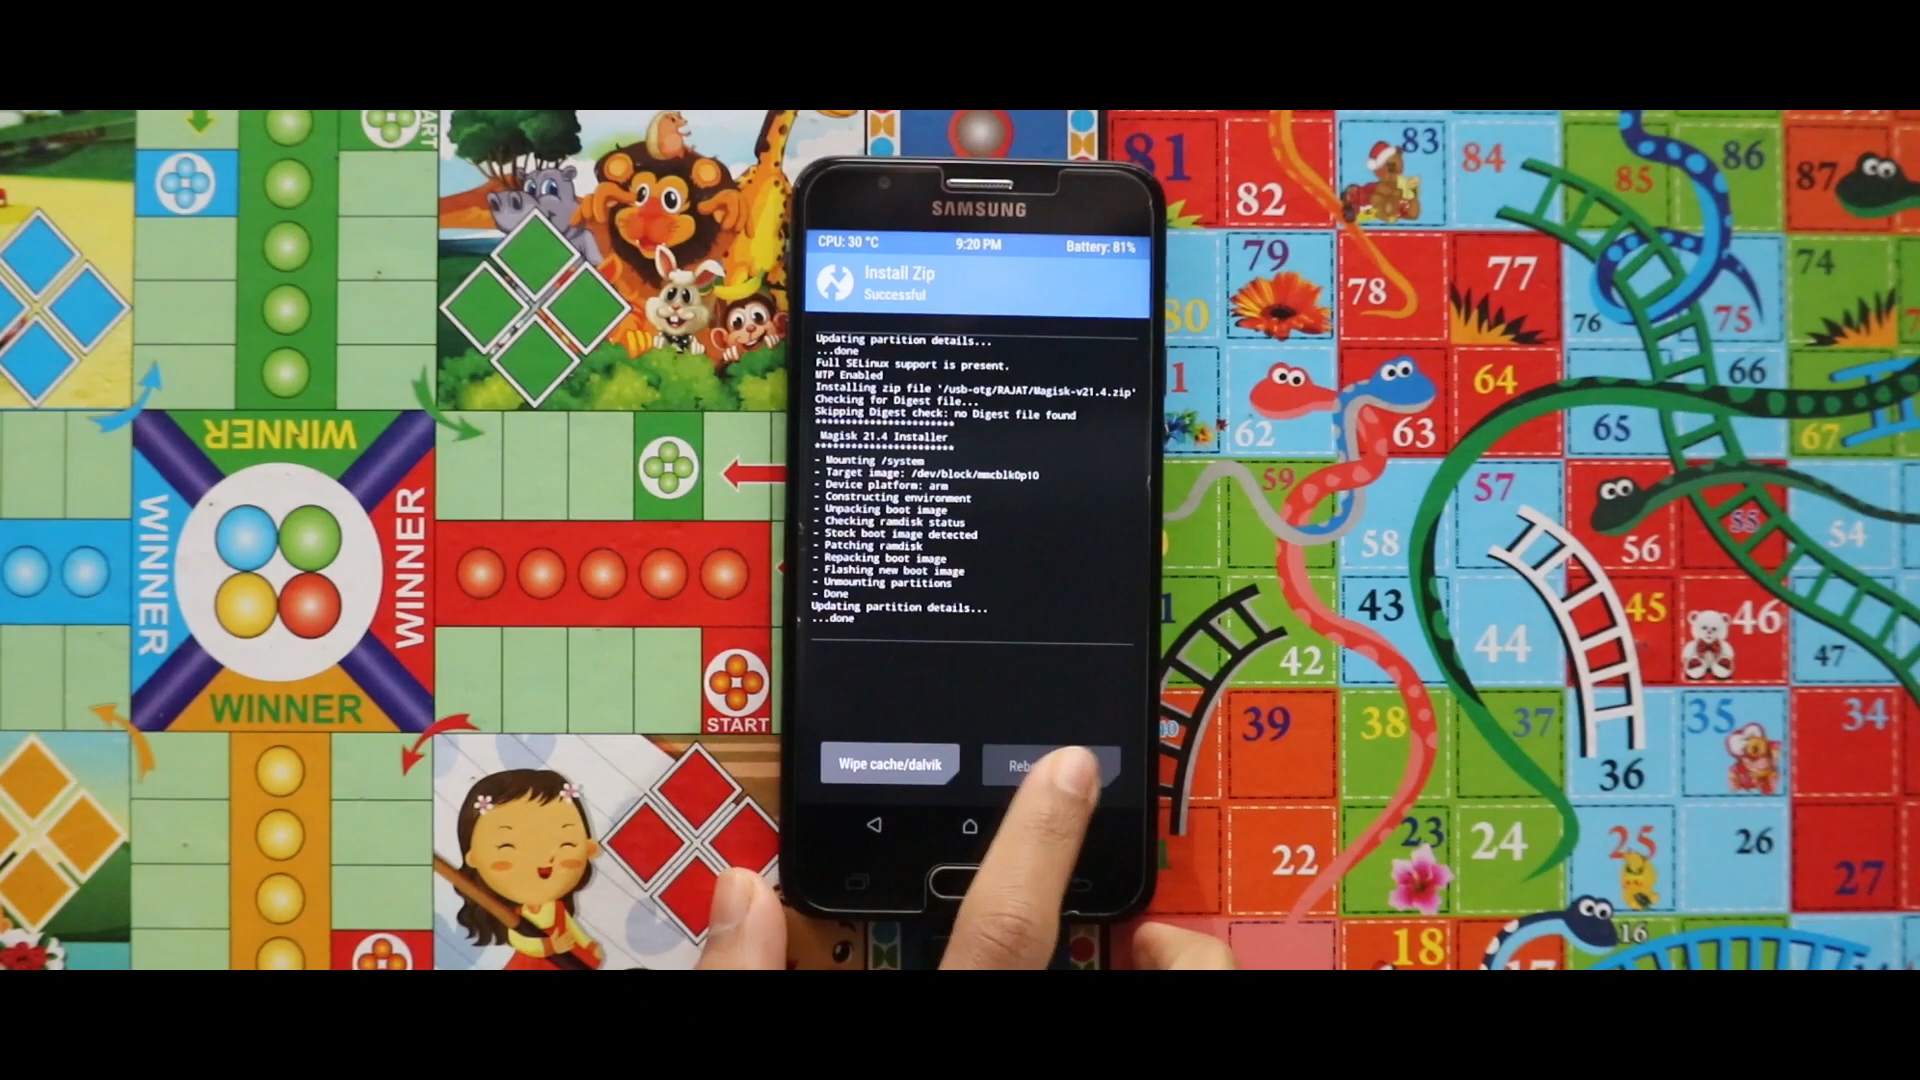 SAMSUNG
CPU: 30 °C 9:20 PM Battery: 81%
Install Zip
Successful
Updating partition details...
...done
Full SELinux support is present.
MTP Enabled
Installing zip file '/usb-otg/RAJAT/Magisk-v21.4.zip'
Checking for Digest file...
Skipping Digest check: no Digest file found
***********************
Magisk 21.4 Installer
***********************
- Mounting /system
- Target image: /dev/block/mmcblk0p10
- Device platform: arm
- Constructing environment
- Unpacking boot image
- Checking ramdisk status
- Stock boot image detected
- Patching ramdisk
- Repacking boot image
- Flashing new boot image
- Unmounting partitions
- Done
Updating partition details...
...done
Wipe cache/dalvik
WINNER
WINNER
WINNER
WINNER
START
81 82 83 84 85 86 87
80 79 78 77 76 75 74
62 63 64 65 66 67
59 58 57 56 55 54
42 43 44 45 46 47
39 38 37 36 35 34
22 23 24 25 26 27
18 17 16